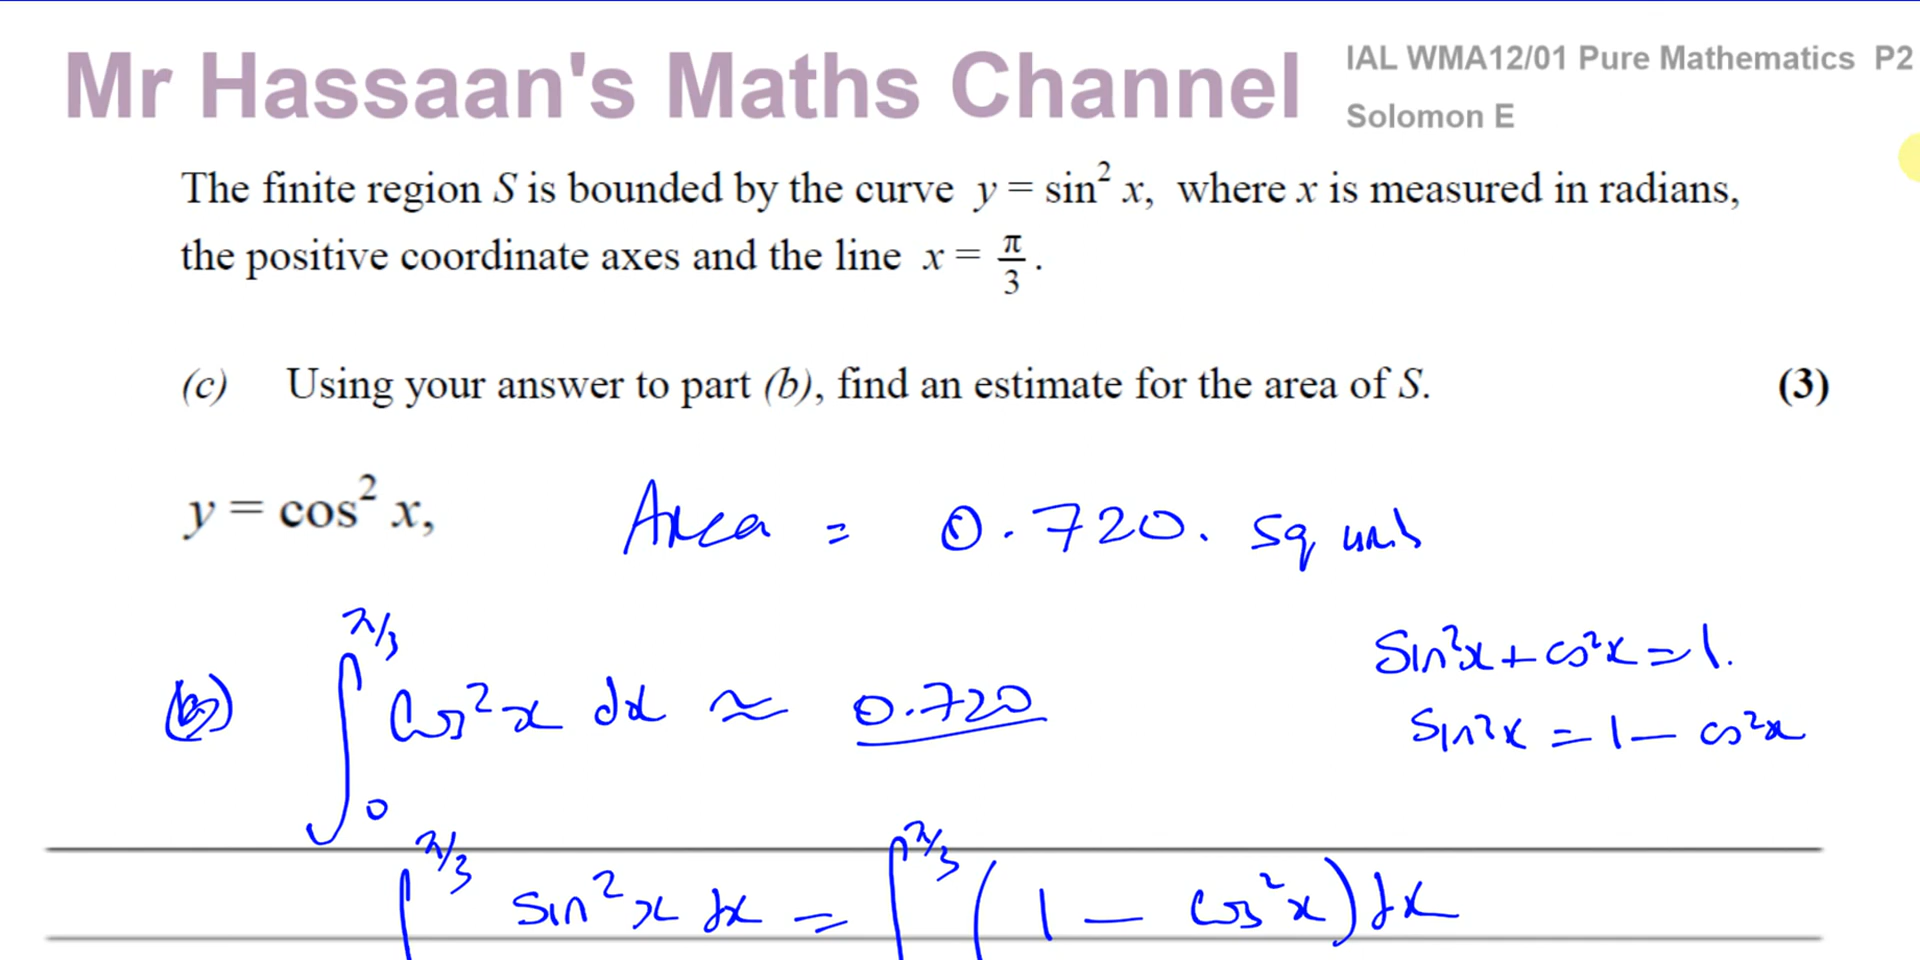 Mr Hassaan's Maths Channel
IAL WMA12/01 Pure Mathematics P2
Solomon E
The finite region S is bounded by the curve y = sin² x, where x is measured in radians,
the positive coordinate axes and the line x = π/3.
(c) Using your answer to part (b), find an estimate for the area of S. (3)
y = cos² x,
Area = 0.720. sq units
sin²x + cos²x = 1.
(b) ∫₀^(π/3) cos²x dx ≈ 0.720
sin²x = 1 − cos²x
∫^(π/3) sin²x dx = ∫^(π/3) (1 − cos²x) dx